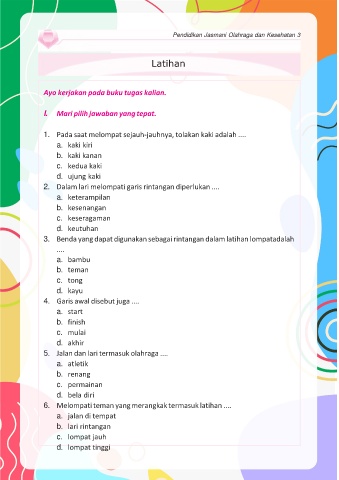 Pendidikan Jasmani Olahraga dan Kesehatan 3
Latihan
Ayo kerjakan pada buku tugas kalian.
I. Mari pilih jawaban yang tepat.
1. Pada saat melompat sejauh-jauhnya, tolakan kaki adalah ....
a. kaki kiri
b. kaki kanan
c. kedua kaki
d. ujung kaki
2. Dalam lari melompati garis rintangan diperlukan ....
a. keterampilan
b. kesenangan
c. keseragaman
d. keutuhan
3. Benda yang dapat digunakan sebagai rintangan dalam latihan lompatadalah
....
a. bambu
b. teman
c. tong
d. kayu
4. Garis awal disebut juga ....
a. start
b. finish
c. mulai
d. akhir
5. Jalan dan lari termasuk olahraga ....
a. atletik
b. renang
c. permainan
d. bela diri
6. Melompati teman yang merangkak termasuk latihan ....
a. jalan di tempat
b. lari rintangan
c. lompat jauh
d. lompat tinggi